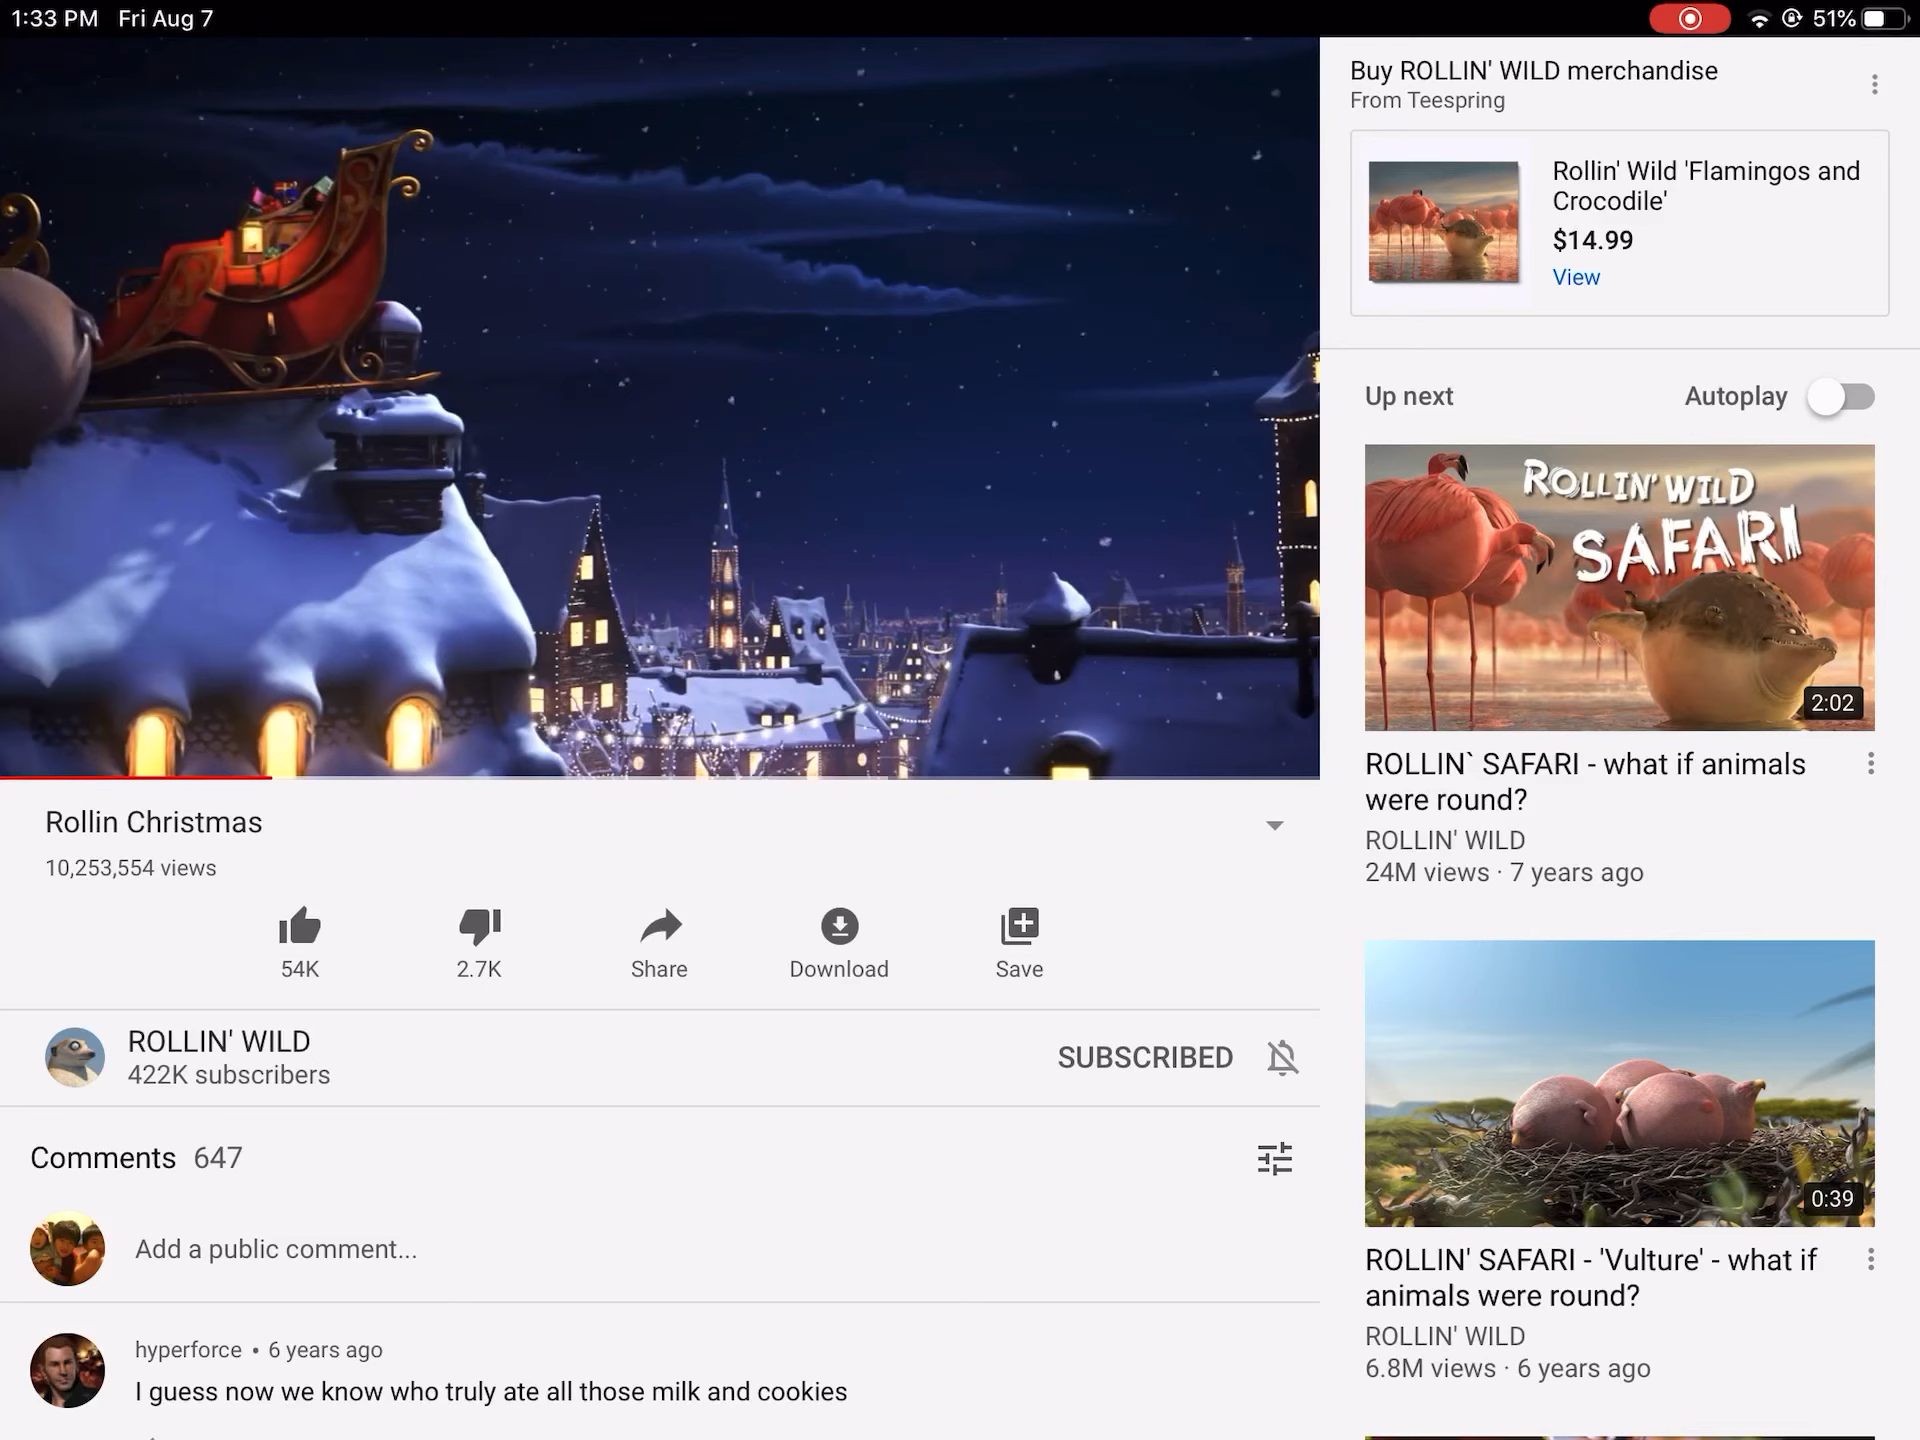 1:33 PM Fri Aug 7
51%
Rollin Christmas
10,253,554 views
54K
2.7K
Share
Download
Save
ROLLIN' WILD
422K subscribers
SUBSCRIBED
Comments 647
Add a public comment...
hyperforce • 6 years ago
I guess now we know who truly ate all those milk and cookies
Buy ROLLIN' WILD merchandise
From Teespring
Rollin' Wild 'Flamingos and
Crocodile'
$14.99
View
Up next
Autoplay
ROLLIN' WILD
SAFARI
2:02
ROLLIN` SAFARI - what if animals
were round?
ROLLIN' WILD
24M views · 7 years ago
0:39
ROLLIN' SAFARI - 'Vulture' - what if
animals were round?
ROLLIN' WILD
6.8M views · 6 years ago